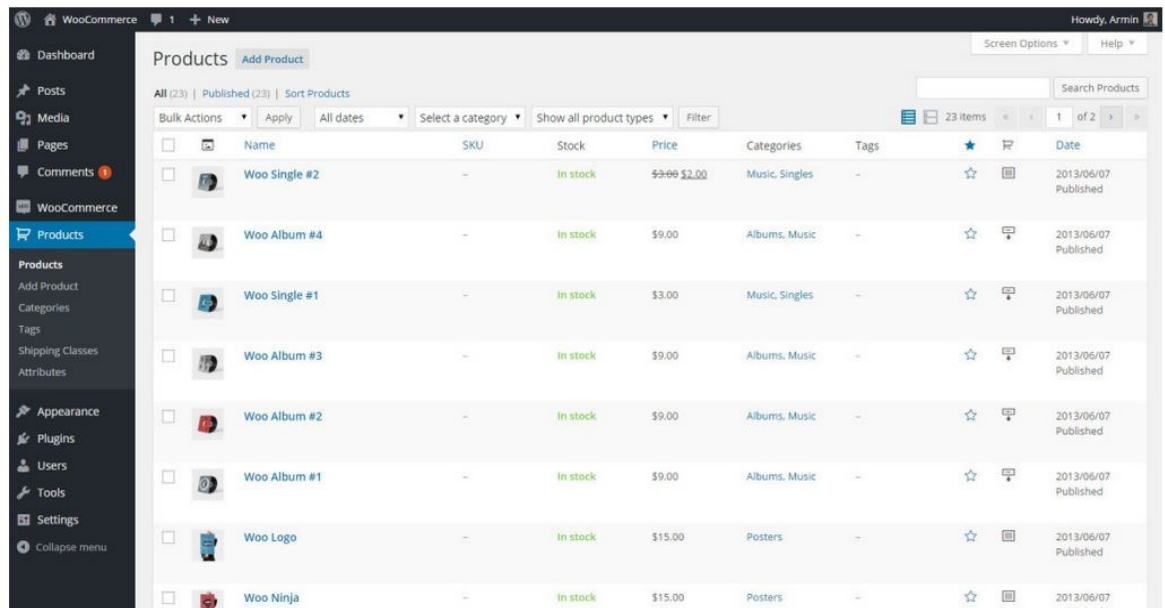 WooCommerce 1 + New Howdy, Armin
Screen Options ▼ Help ▼
Dashboard
Posts
Media
Pages
Comments 1
WooCommerce
Products
Products
Add Product
Categories
Tags
Shipping Classes
Attributes
Appearance
Plugins
Users
Tools
Settings
Collapse menu
Products Add Product
All (23) | Published (23) | Sort Products
Search Products
Bulk Actions Apply All dates Select a category Show all product types Filter 23 items « ‹ 1 of 2 › »
Name SKU Stock Price Categories Tags Date
Woo Single #2 – In stock $3.00 $2.00 Music, Singles – 2013/06/07
Published
Woo Album #4 – In stock $9.00 Albums, Music – 2013/06/07
Published
Woo Single #1 – In stock $3.00 Music, Singles – 2013/06/07
Published
Woo Album #3 – In stock $9.00 Albums, Music – 2013/06/07
Published
Woo Album #2 – In stock $9.00 Albums, Music – 2013/06/07
Published
Woo Album #1 – In stock $9.00 Albums, Music – 2013/06/07
Published
Woo Logo – In stock $15.00 Posters – 2013/06/07
Published
Woo Ninja – In stock $15.00 Posters – 2013/06/07